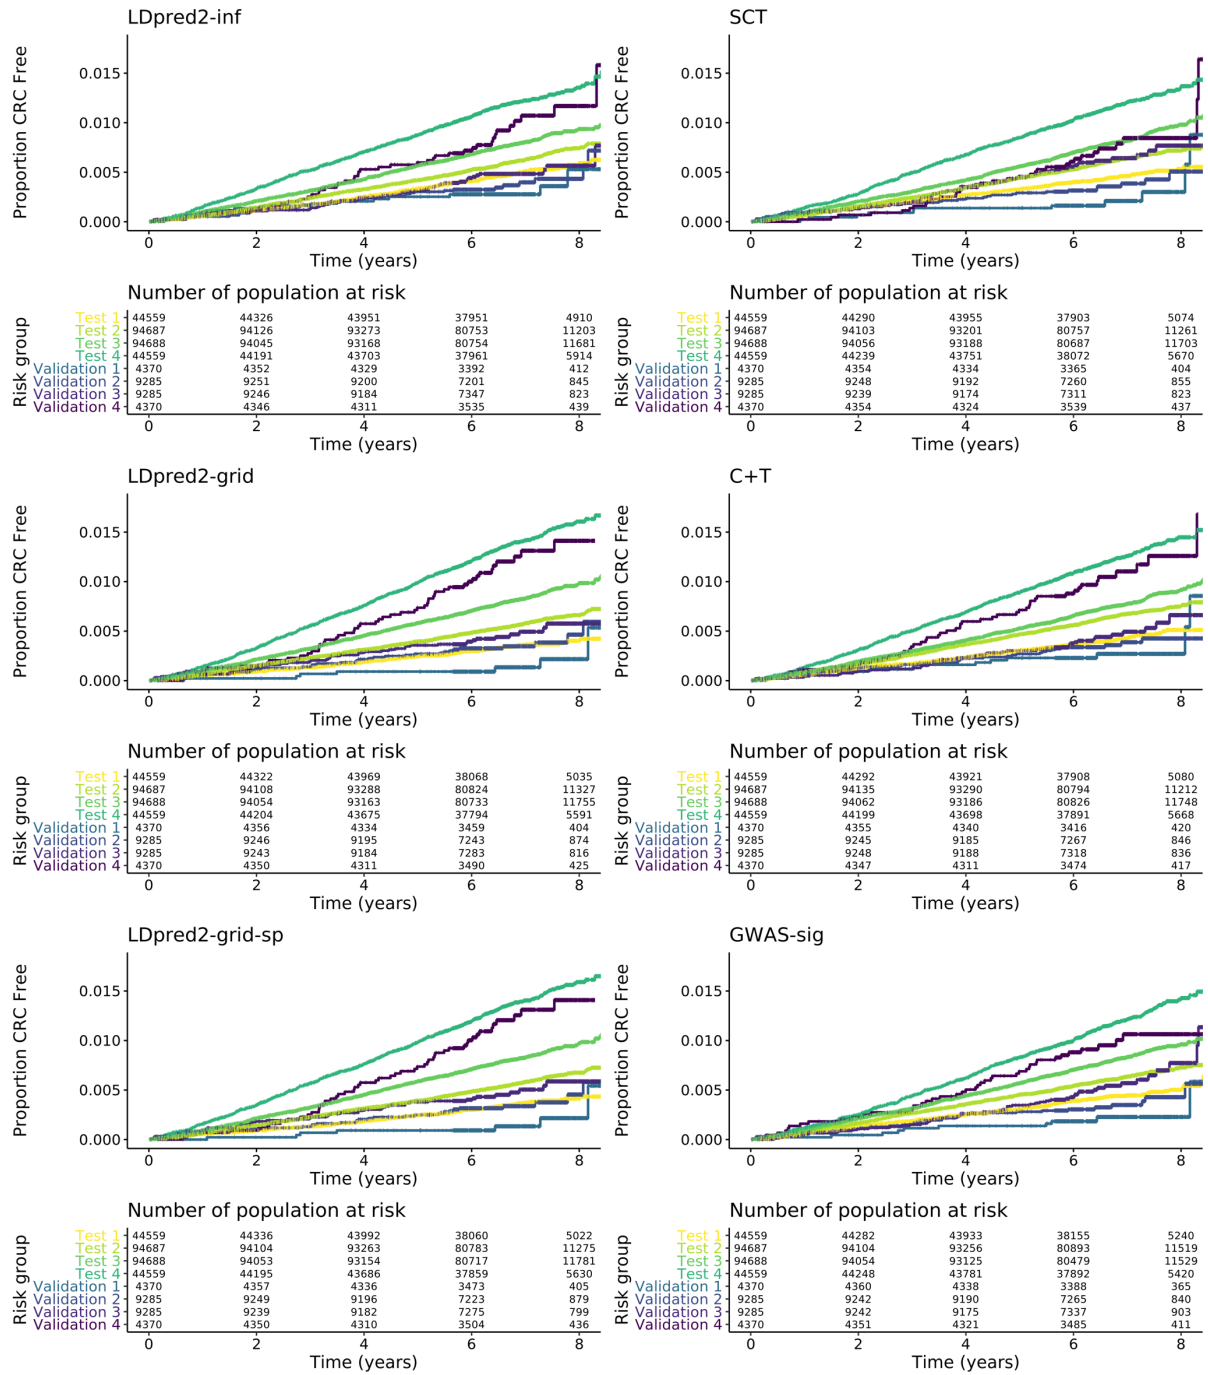 LDpred2-inf
Proportion CRC Free
0.015
0.010
0.005
0.000
0 2 4 6 8
Time (years)
Number of population at risk
Risk group
Test 1 44559 44326 43951 37951 4910
Test 2 94687 94126 93273 80753 11203
Test 3 94688 94045 93168 80754 11681
Test 4 44559 44191 43703 37961 5914
Validation 1 4370 4352 4329 3392 412
Validation 2 9285 9251 9200 7201 845
Validation 3 9285 9246 9184 7347 823
Validation 4 4370 4346 4311 3535 439
0 2 4 6 8
Time (years)
SCT
Proportion CRC Free
0.015
0.010
0.005
0.000
0 2 4 6 8
Time (years)
Number of population at risk
Risk group
Test 1 44559 44290 43955 37903 5074
Test 2 94687 94103 93201 80757 11261
Test 3 94688 94056 93188 80687 11703
Test 4 44559 44239 43751 38072 5670
Validation 1 4370 4354 4334 3365 404
Validation 2 9285 9248 9192 7260 855
Validation 3 9285 9239 9174 7311 823
Validation 4 4370 4354 4324 3539 437
0 2 4 6 8
Time (years)
LDpred2-grid
Proportion CRC Free
0.015
0.010
0.005
0.000
0 2 4 6 8
Time (years)
Number of population at risk
Risk group
Test 1 44559 44322 43969 38068 5035
Test 2 94687 94108 93288 80824 11327
Test 3 94688 94054 93163 80733 11755
Test 4 44559 44204 43675 37794 5591
Validation 1 4370 4356 4334 3459 404
Validation 2 9285 9246 9195 7243 874
Validation 3 9285 9243 9184 7283 816
Validation 4 4370 4350 4311 3490 425
0 2 4 6 8
Time (years)
C+T
Proportion CRC Free
0.015
0.010
0.005
0.000
0 2 4 6 8
Time (years)
Number of population at risk
Risk group
Test 1 44559 44292 43921 37908 5080
Test 2 94687 94135 93290 80794 11212
Test 3 94688 94062 93186 80826 11748
Test 4 44559 44199 43698 37891 5668
Validation 1 4370 4355 4340 3416 420
Validation 2 9285 9245 9185 7267 846
Validation 3 9285 9248 9188 7318 836
Validation 4 4370 4347 4311 3474 417
0 2 4 6 8
Time (years)
LDpred2-grid-sp
Proportion CRC Free
0.015
0.010
0.005
0.000
0 2 4 6 8
Time (years)
Number of population at risk
Risk group
Test 1 44559 44336 43992 38060 5022
Test 2 94687 94104 93263 80783 11275
Test 3 94688 94053 93154 80717 11781
Test 4 44559 44195 43686 37859 5630
Validation 1 4370 4357 4336 3473 405
Validation 2 9285 9249 9196 7223 879
Validation 3 9285 9239 9182 7275 799
Validation 4 4370 4350 4310 3504 436
0 2 4 6 8
Time (years)
GWAS-sig
Proportion CRC Free
0.015
0.010
0.005
0.000
0 2 4 6 8
Time (years)
Number of population at risk
Risk group
Test 1 44559 44282 43933 38155 5240
Test 2 94687 94104 93256 80893 11519
Test 3 94688 94054 93125 80479 11529
Test 4 44559 44248 43781 37892 5420
Validation 1 4370 4360 4338 3388 365
Validation 2 9285 9242 9190 7265 840
Validation 3 9285 9242 9175 7337 903
Validation 4 4370 4351 4321 3485 411
0 2 4 6 8
Time (years)